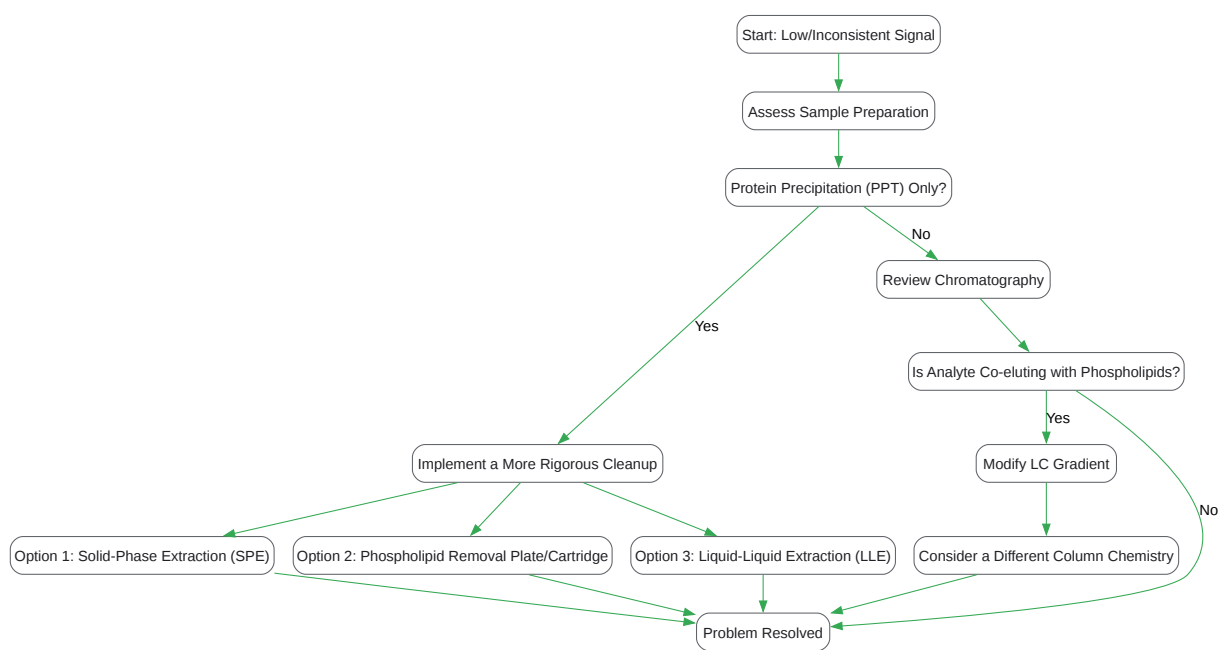 Start: Low/Inconsistent Signal
Assess Sample Preparation
Protein Precipitation (PPT) Only?
No
Review Chromatography
Yes
Is Analyte Co-eluting with Phospholipids?
Yes
Implement a More Rigorous Cleanup
Modify LC Gradient
No
Option 1: Solid-Phase Extraction (SPE)
Option 2: Phospholipid Removal Plate/Cartridge
Option 3: Liquid-Liquid Extraction (LLE)
Consider a Different Column Chemistry
Problem Resolved